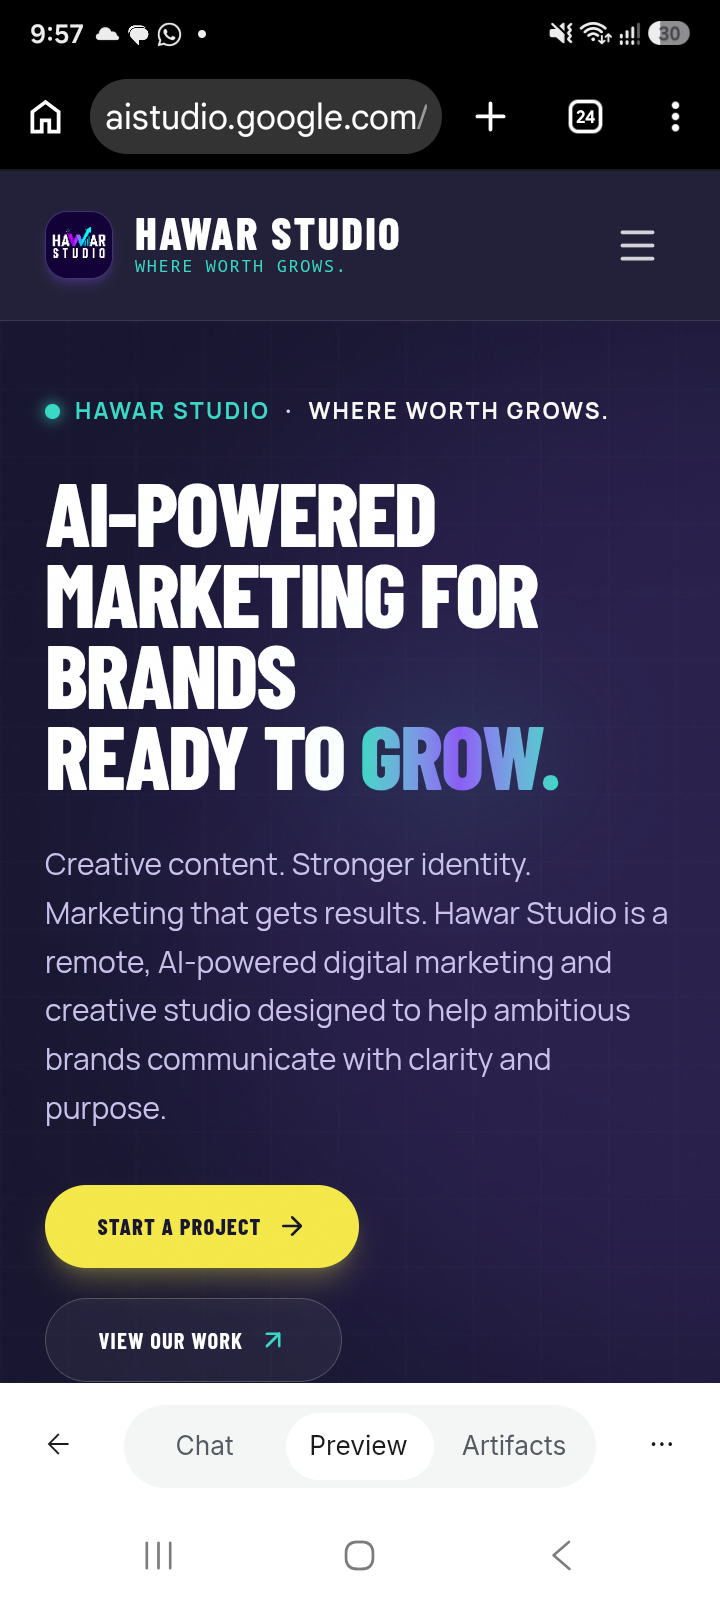 9:57
30
aistudio.google.com/
24
HAWAR
STUDIO
HAWAR STUDIO
WHERE WORTH GROWS.
HAWAR STUDIO · WHERE WORTH GROWS.
AI-POWERED
MARKETING FOR
BRANDS
READY TO GROW.
Creative content. Stronger identity.
Marketing that gets results. Hawar Studio is a
remote, AI-powered digital marketing and
creative studio designed to help ambitious
brands communicate with clarity and
purpose.
START A PROJECT →
VIEW OUR WORK
Chat
Preview
Artifacts